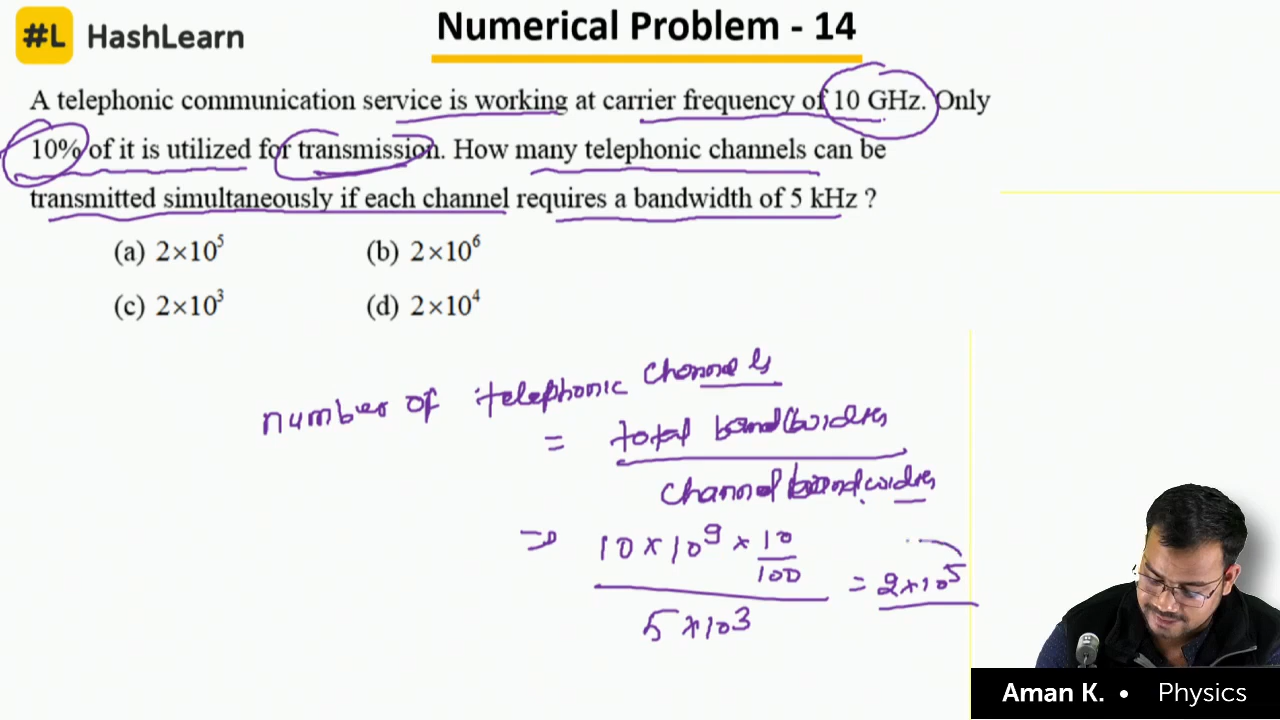 #L HashLearn
Numerical Problem - 14
A telephonic communication service is working at carrier frequency of 10 GHz. Only
10% of it is utilized for transmission. How many telephonic channels can be
transmitted simultaneously if each channel requires a bandwidth of 5 kHz ?
(a) 2×10⁵ (b) 2×10⁶
(c) 2×10³ (d) 2×10⁴
number of telephonic channels
= total bandwidth
channel bandwidth
⇒ 10 × 10⁹ × 10
100
= 2×10⁵
5 × 10³
Aman K. • Physics